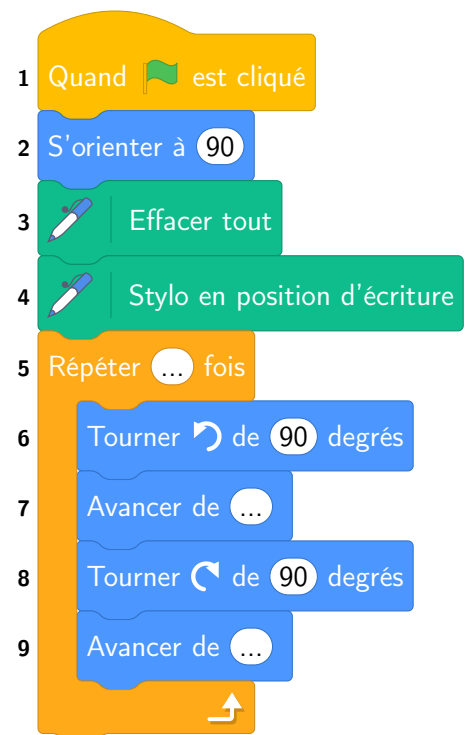 1 Quand est cliqué
2 S'orienter à 90
3 Effacer tout
4 Stylo en position d'écriture
5 Répéter ... fois
6 Tourner de 90 degrés
7 Avancer de ...
8 Tourner de 90 degrés
9 Avancer de ...